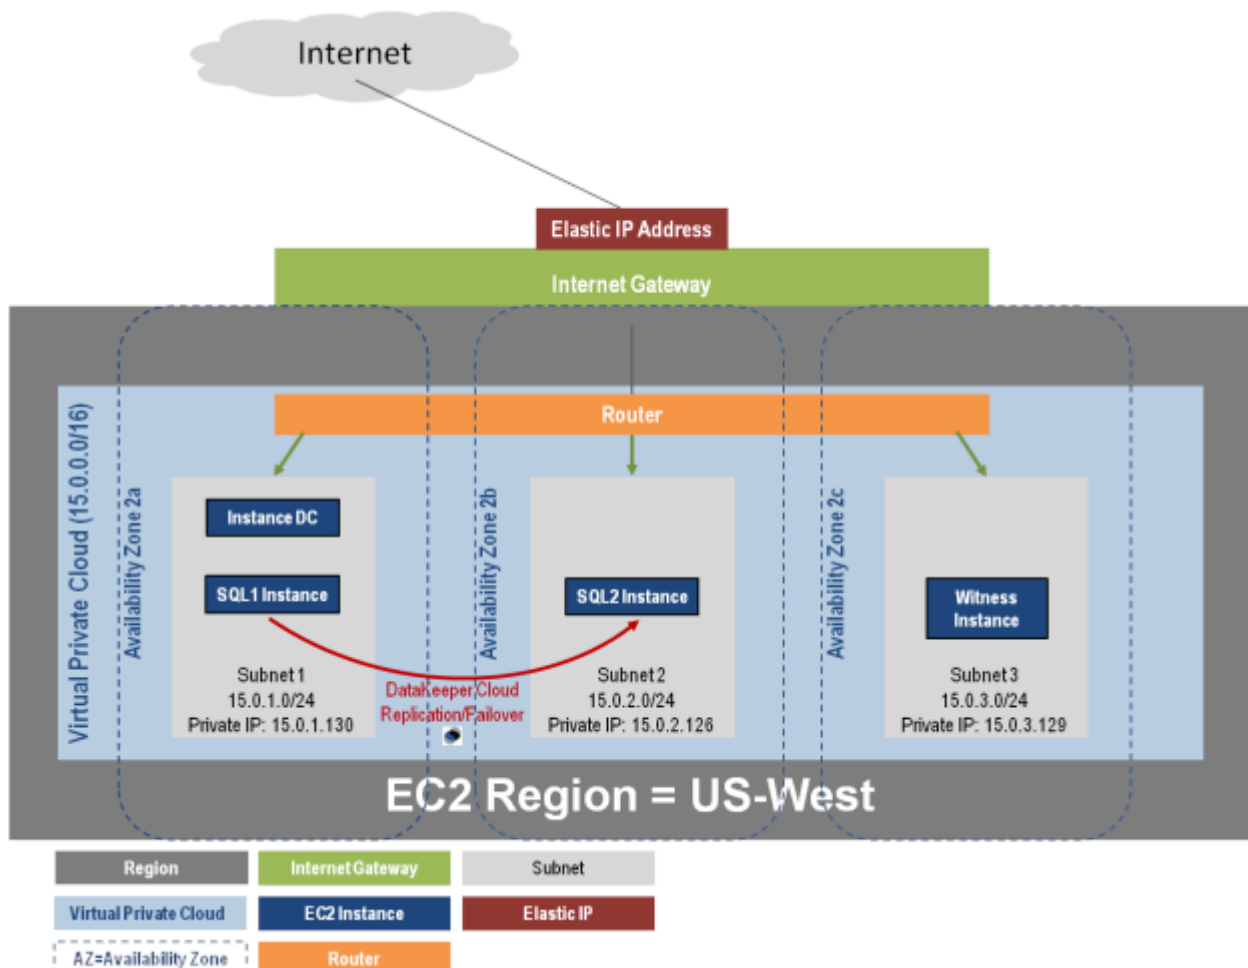 Internet
Elastic IP Address
Internet Gateway
Router
Virtual Private Cloud (15.0.0.0/16)
Availability Zone 2a
Instance DC
SQL1 Instance
Subnet 1
15.0.1.0/24
Private IP: 15.0.1.130
DataKeeper Cloud
Replication/Failover
Availability Zone 2b
SQL2 Instance
Subnet 2
15.0.2.0/24
Private IP: 15.0.2.126
Availability Zone 2c
Witness
Instance
Subnet 3
15.0.3.0/24
Private IP: 15.0.3.129
EC2 Region = US-West
Region
Internet Gateway
Subnet
Virtual Private Cloud
EC2 Instance
Elastic IP
AZ=Availability Zone
Router